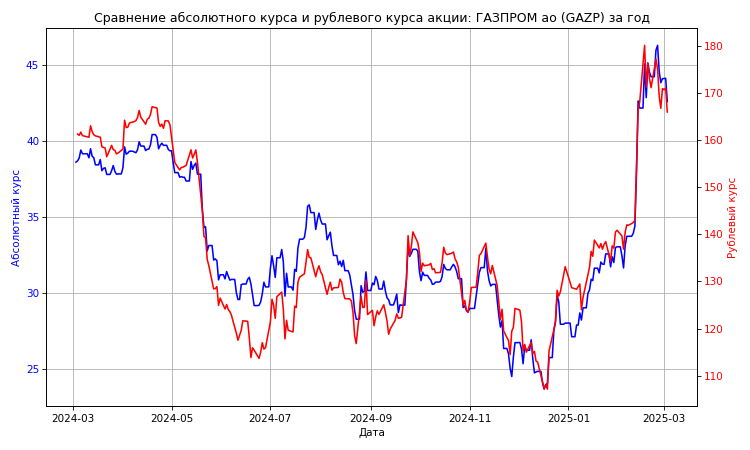 Сравнение абсолютного курса и рублевого курса акции: ГАЗПРОМ ао (GAZP) за год
45
40
35
30
25
Абсолютный курс
180
170
160
150
140
130
120
110
Рублевый курс
2024-03 2024-05 2024-07 2024-09 2024-11 2025-01 2025-03
Дата